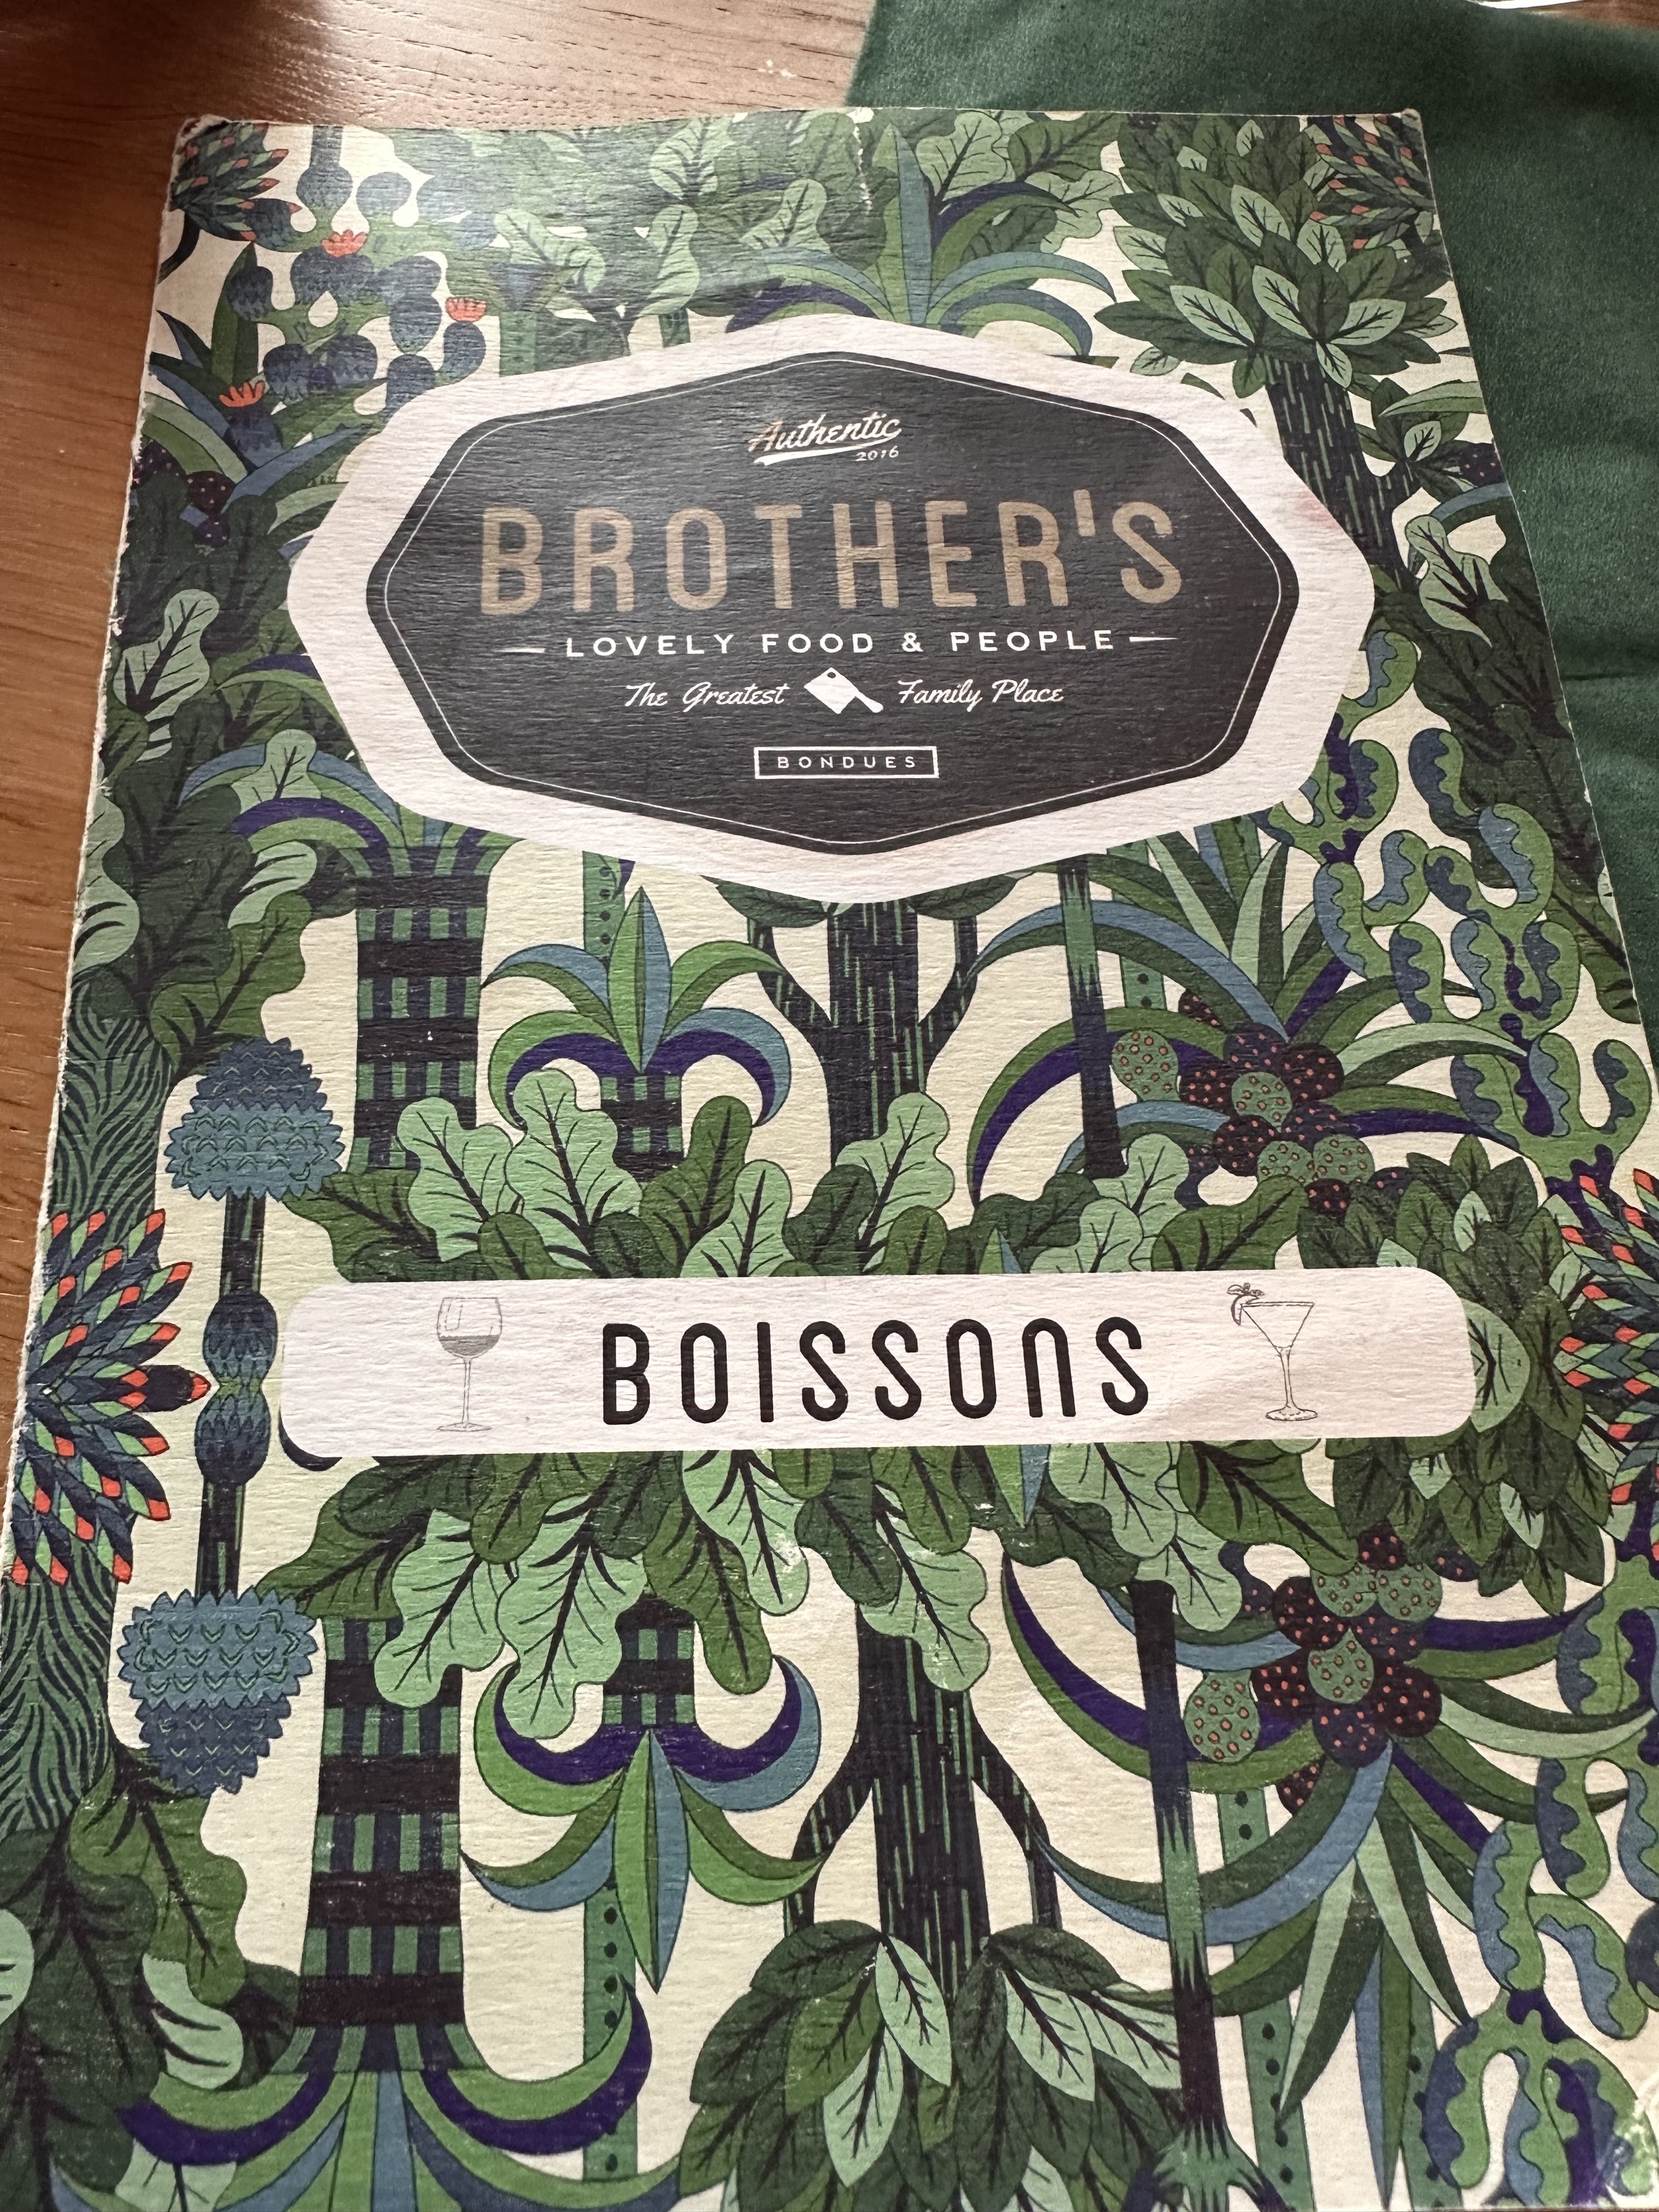 Authentic
2016
BROTHER'S
LOVELY FOOD & PEOPLE
The Greatest Family Place
BONDUES
BOISSONS